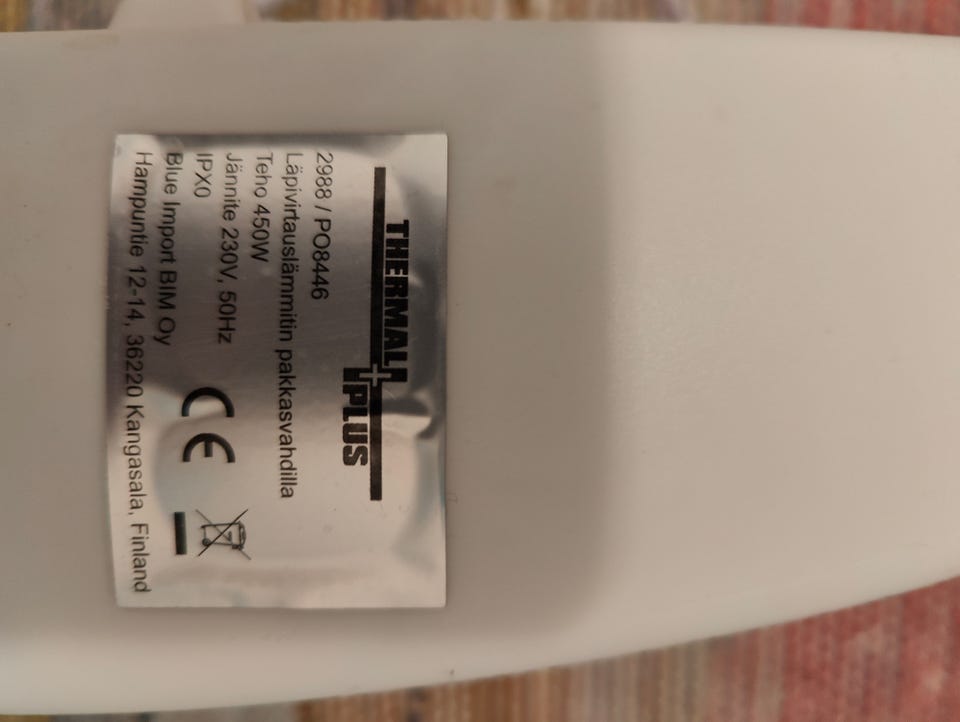 THERMAL
PLUS
2988 / PO8446
Läpivirtauslämmitin pakkasvahdilla
Teho 450W
Jännite 230V, 50Hz
IPX0
CE
Blue Import BIM Oy
Hampuntie 12-14, 36220 Kangasala, Finland